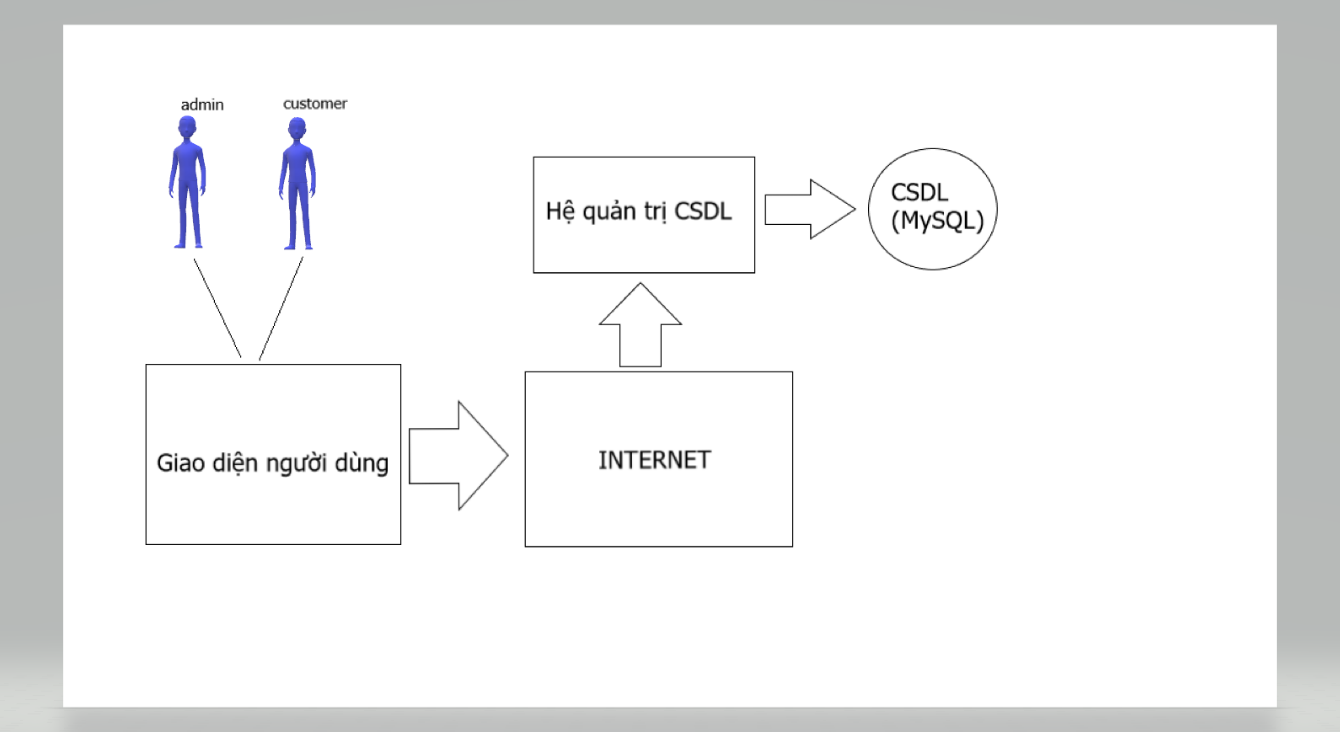 admin
customer
Hệ quản trị CSDL
CSDL
(MySQL)
Giao diện người dùng
INTERNET